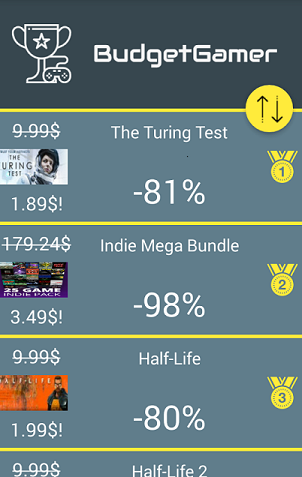 BudgetGamer
9.99$
The Turing Test
THE
TURING
TEST
-81%
1
1.89$!
179.24$
Indie Mega Bundle
25 GAME
INDIE PACK
-98%
2
3.49$!
9.99$
Half-Life
HALF-LIFE
-80%
3
1.99$!
9.99$
Half-Life 2